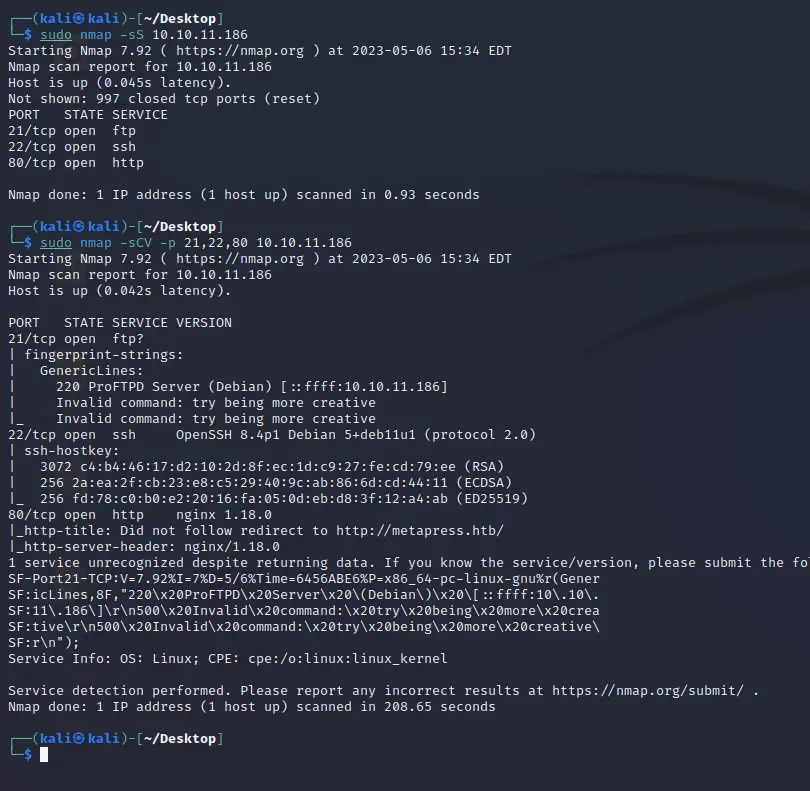 ┌──(kali㉿kali)-[~/Desktop]
└─$ sudo nmap -sS 10.10.11.186
Starting Nmap 7.92 ( https://nmap.org ) at 2023-05-06 15:34 EDT
Nmap scan report for 10.10.11.186
Host is up (0.045s latency).
Not shown: 997 closed tcp ports (reset)
PORT   STATE SERVICE
21/tcp open  ftp
22/tcp open  ssh
80/tcp open  http
Nmap done: 1 IP address (1 host up) scanned in 0.93 seconds
┌──(kali㉿kali)-[~/Desktop]
└─$ sudo nmap -sCV -p 21,22,80 10.10.11.186
Starting Nmap 7.92 ( https://nmap.org ) at 2023-05-06 15:34 EDT
Nmap scan report for 10.10.11.186
Host is up (0.042s latency).
PORT   STATE SERVICE VERSION
21/tcp open  ftp?
| fingerprint-strings:
|   GenericLines:
|     220 ProFTPD Server (Debian) [::ffff:10.10.11.186]
|     Invalid command: try being more creative
|_    Invalid command: try being more creative
22/tcp open  ssh     OpenSSH 8.4p1 Debian 5+deb11u1 (protocol 2.0)
| ssh-hostkey:
|   3072 c4:b4:46:17:d2:10:2d:8f:ec:1d:c9:27:fe:cd:79:ee (RSA)
|   256 2a:ea:2f:cb:23:e8:c5:29:40:9c:ab:86:6d:cd:44:11 (ECDSA)
|_  256 fd:78:c0:b0:e2:20:16:fa:05:0d:eb:d8:3f:12:a4:ab (ED25519)
80/tcp open  http    nginx 1.18.0
|_http-title: Did not follow redirect to http://metapress.htb/
|_http-server-header: nginx/1.18.0
1 service unrecognized despite returning data. If you know the service/version, please submit the fo
SF-Port21-TCP:V=7.92%I=7%D=5/6%Time=6456ABE6%P=x86_64-pc-linux-gnu%r(Gener
SF:icLines,8F,"220\x20ProFTPD\x20Server\x20\(Debian\)\x20\[::ffff:10\.10\.
SF:11\.186\]\r\n500\x20Invalid\x20command:\x20try\x20being\x20more\x20crea
SF:tive\r\n500\x20Invalid\x20command:\x20try\x20being\x20more\x20creative\
SF:r\n");
Service Info: OS: Linux; CPE: cpe:/o:linux:linux_kernel
Service detection performed. Please report any incorrect results at https://nmap.org/submit/ .
Nmap done: 1 IP address (1 host up) scanned in 208.65 seconds
┌──(kali㉿kali)-[~/Desktop]
└─$